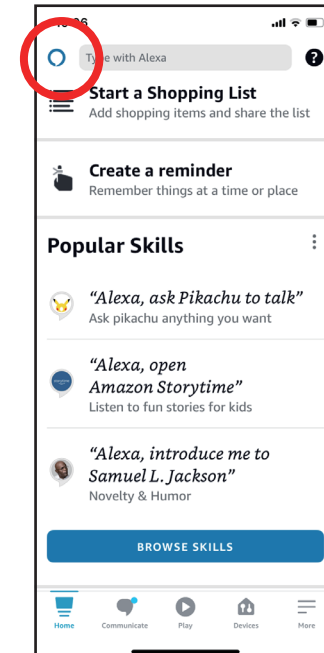 Type with Alexa
?
Start a Shopping List
Add shopping items and share the list
Create a reminder
Remember things at a time or place
Popular Skills
“Alexa, ask Pikachu to talk”
Ask pikachu anything you want
“Alexa, open
Amazon Storytime”
Listen to fun stories for kids
“Alexa, introduce me to
Samuel L. Jackson”
Novelty & Humor
BROWSE SKILLS
Home
Communicate
Play
Devices
More